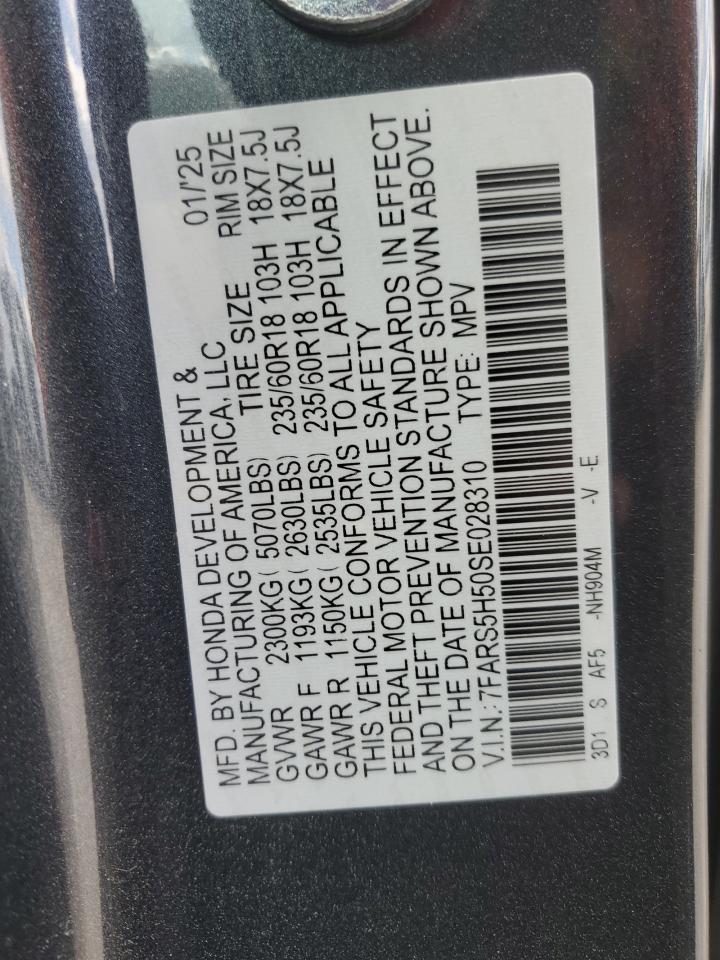 MFD. BY HONDA DEVELOPMENT & 01/'25
MANUFACTURING OF AMERICA, LLC
TIRE SIZE RIM SIZE
GVWR 2300KG( 5070LBS)
GAWR F 1193KG( 2630LBS) 235/60R18 103H 18X7.5J
GAWR R 1150KG( 2535LBS) 235/60R18 103H 18X7.5J
THIS VEHICLE CONFORMS TO ALL APPLICABLE
FEDERAL MOTOR VEHICLE SAFETY
AND THEFT PREVENTION STANDARDS IN EFFECT
ON THE DATE OF MANUFACTURE SHOWN ABOVE.
V.I.N.: 7FARS5H50SE028310 TYPE: MPV
3D1 S AF5 -NH904M -V -E